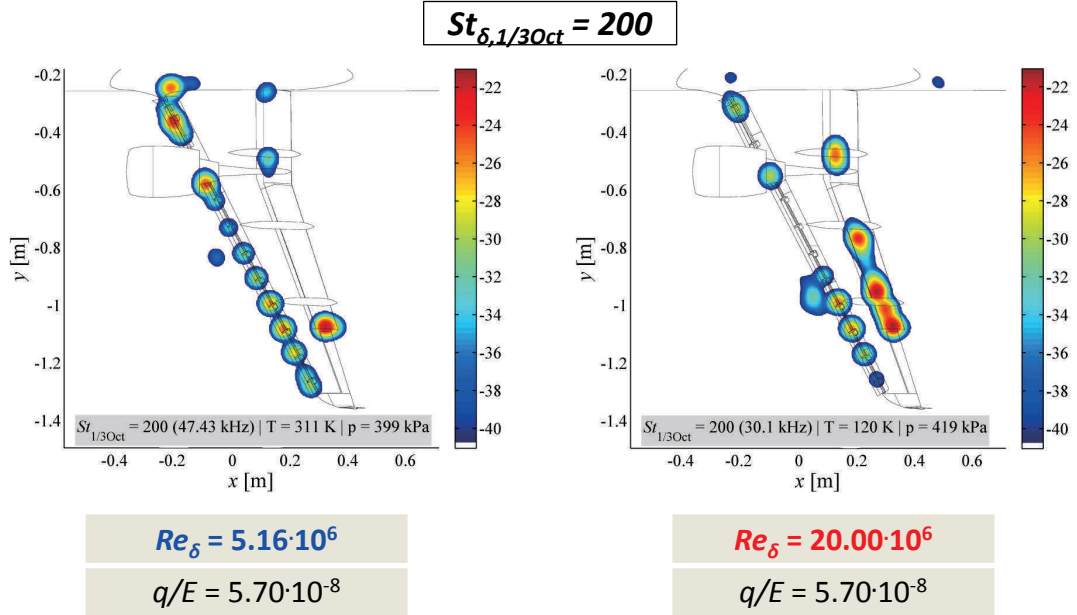 St_δ,1/3Oct = 200
-0.2
-0.4
-0.6
-0.8
-1
-1.2
-1.4
y [m]
-0.4 -0.2 0 0.2 0.4 0.6
x [m]
St_1/3Oct = 200 (47.43 kHz) | T = 311 K | p = 399 kPa
-22
-24
-26
-28
-30
-32
-34
-36
-38
-40
-0.2
-0.4
-0.6
-0.8
-1
-1.2
-1.4
y [m]
-0.4 -0.2 0 0.2 0.4 0.6
x [m]
St_1/3Oct = 200 (30.1 kHz) | T = 120 K | p = 419 kPa
-22
-24
-26
-28
-30
-32
-34
-36
-38
-40
Re_δ = 5.16·10⁶
q/E = 5.70·10⁻⁸
Re_δ = 20.00·10⁶
q/E = 5.70·10⁻⁸